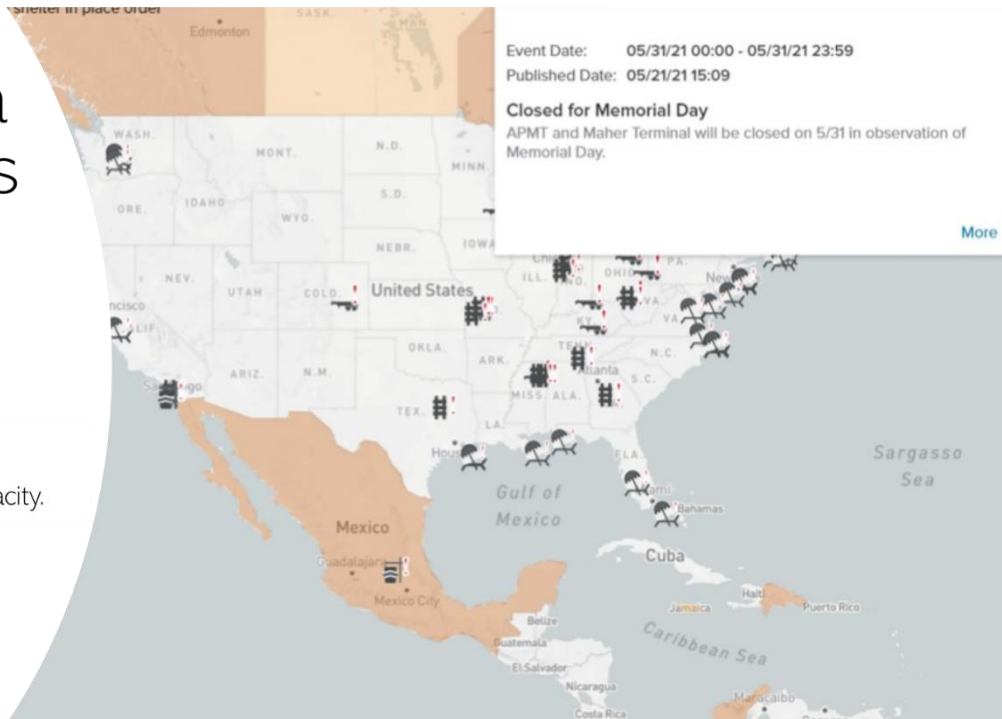 shelter in place order
Edmonton
SASK.
MAN.
a
s
acity.
Event Date: 05/31/21 00:00 - 05/31/21 23:59
Published Date: 05/21/21 15:09
Closed for Memorial Day
APMT and Maher Terminal will be closed on 5/31 in observation of
Memorial Day.
More
WASH.
MONT.
N.D.
MINN.
ORE.
IDAHO
WYO.
S.D.
NEBR.
IOWA
NEV.
UTAH
COLO.
United States
ILL.
IND.
OHIO
PA.
New
ncisco
CALIF
KY.
VA.
VA.
OKLA.
ARK.
TENN
N.C.
ARIZ.
N.M.
Atlanta
S.C.
MISS.
ALA.
TEX.
LA.
Hous
FLA.
Gulf of
Mexico
Sargasso
Sea
Bahamas
Mexico
Guadalajara
Mexico City
Cuba
Haiti
Jamaica
Puerto Rico
Belize
Caribbean Sea
Guatemala
El Salvador
Nicaragua
Maracaibo
Costa Rica